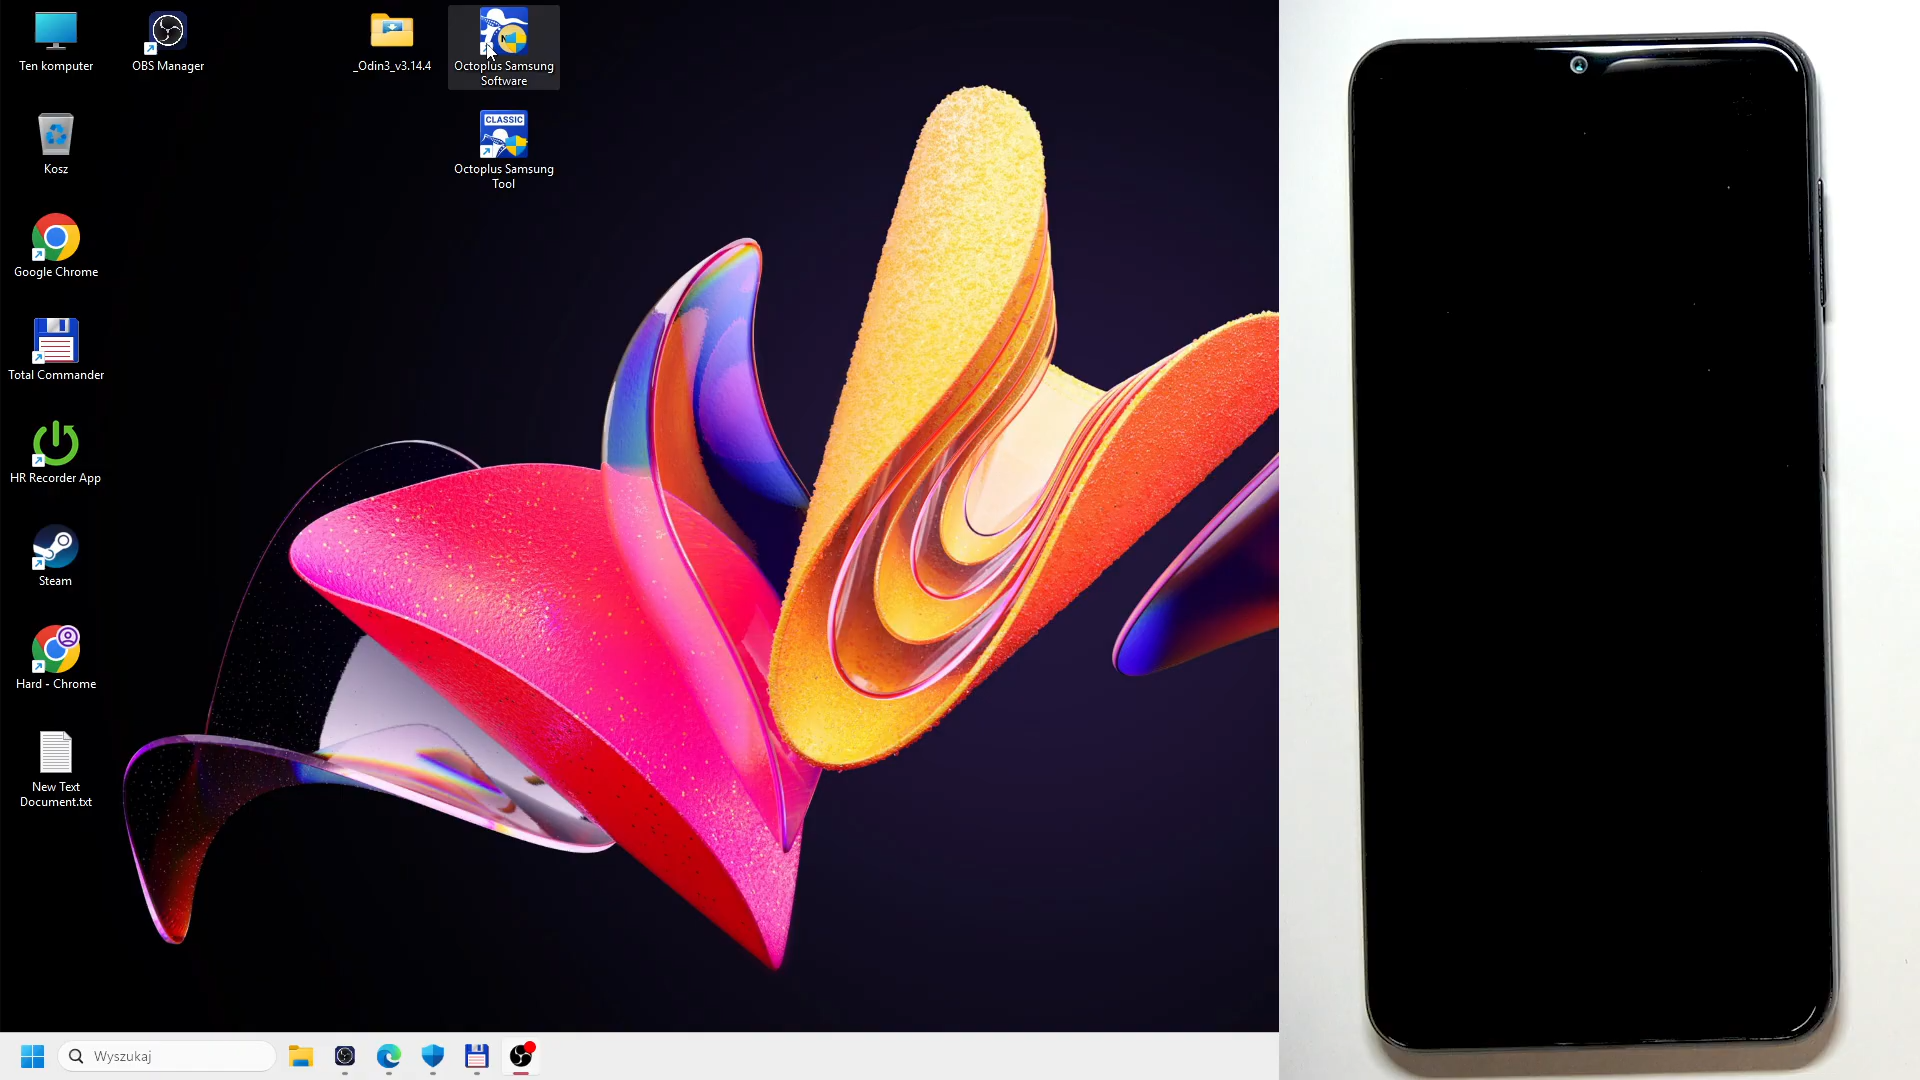 Ten komputer
OBS Manager
_Odin3_v3.14.4
Octoplus Samsung
Software
Kosz
CLASSIC
Octoplus Samsung
Tool
Google Chrome
Total Commander
HR Recorder App
Steam
Hard - Chrome
New Text
Document.txt
Wyszukaj